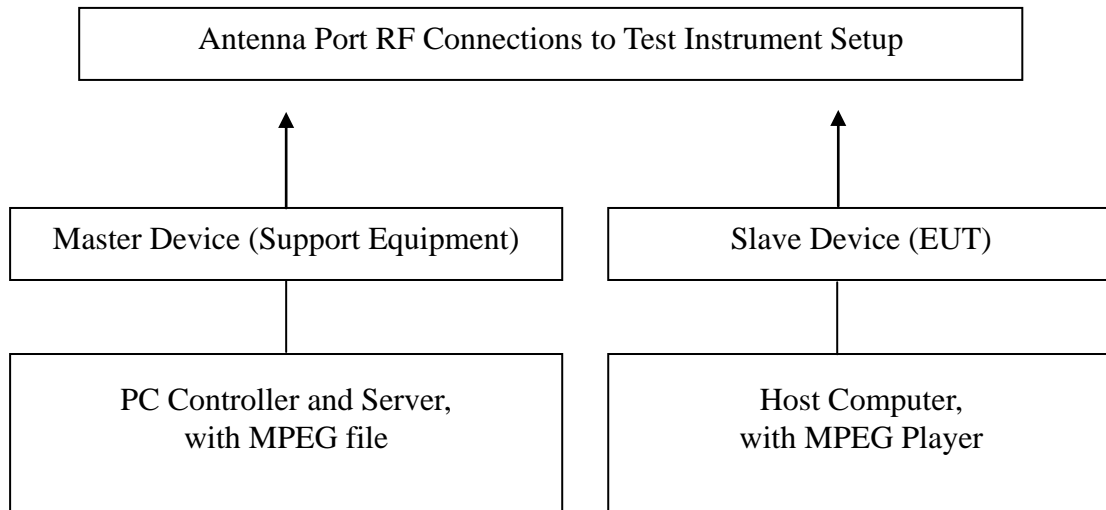 Antenna Port RF Connections to Test Instrument Setup
Master Device (Support Equipment)
Slave Device (EUT)
PC Controller and Server,
with MPEG file
Host Computer,
with MPEG Player